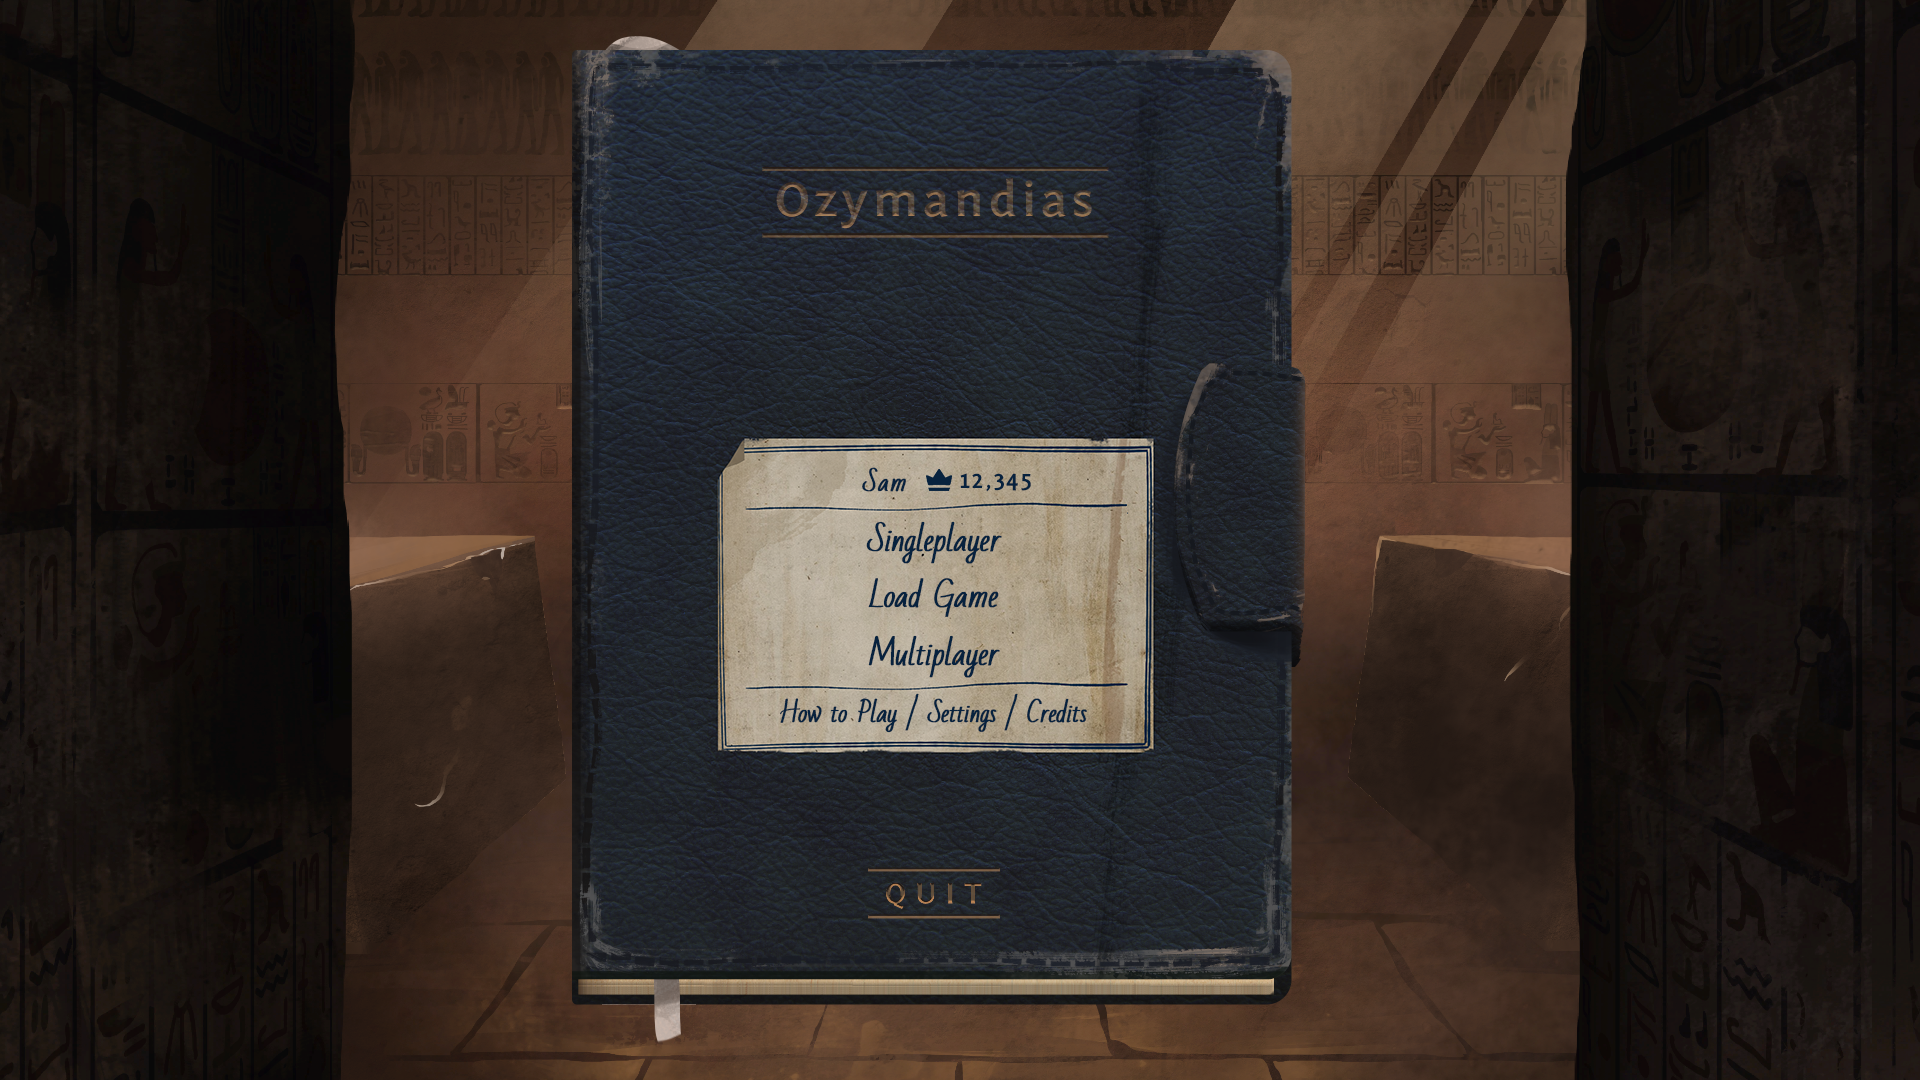 Ozymandias
Sam 12,345
Singleplayer
Load Game
Multiplayer
How to Play / Settings / Credits
QUIT